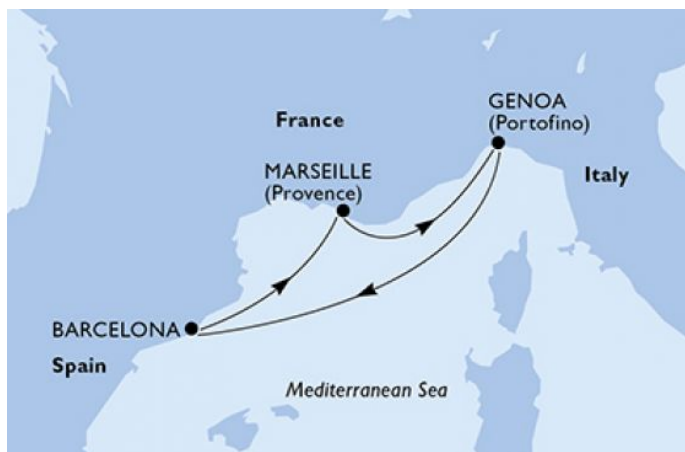 GENOA
(Portofino)
France
MARSEILLE
(Provence)
Italy
BARCELONA
Spain
Mediterranean Sea